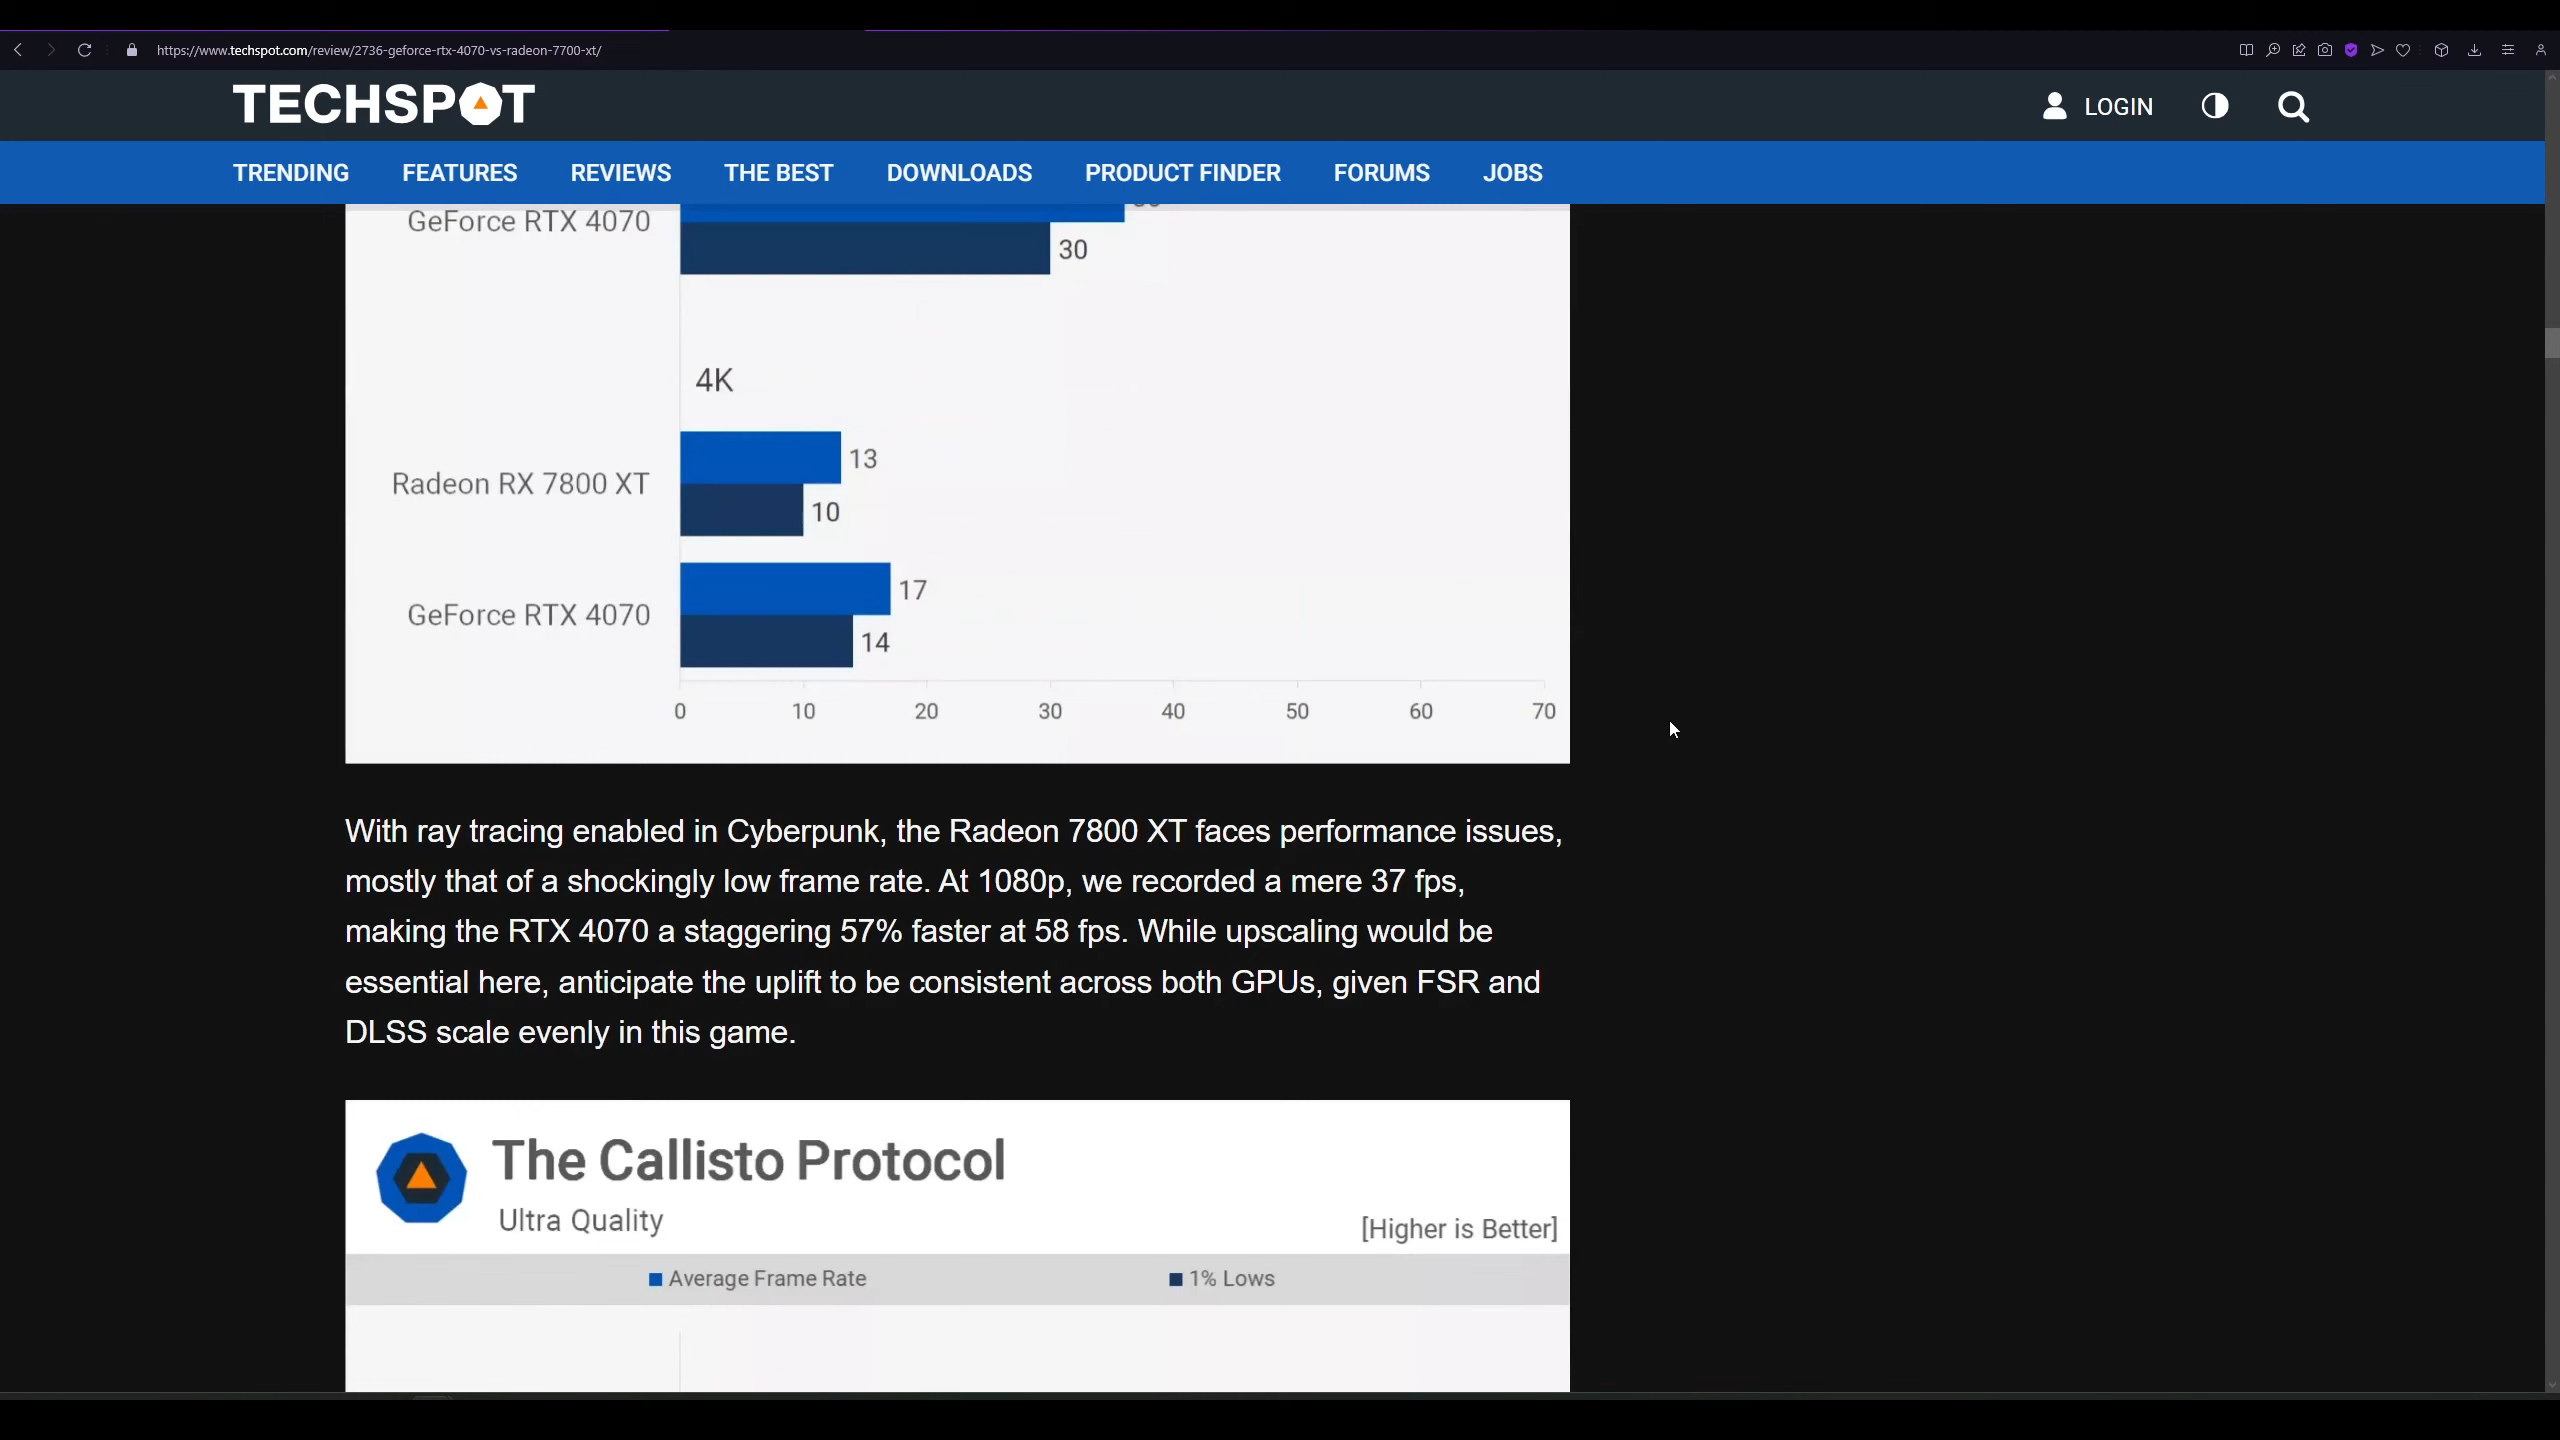 https://www.techspot.com/review/2736-geforce-rtx-4070-vs-radeon-7700-xt/
TECHSPOT
LOGIN
TRENDING FEATURES REVIEWS THE BEST DOWNLOADS PRODUCT FINDER FORUMS JOBS
GeForce RTX 4070
30
4K
Radeon RX 7800 XT
13
10
GeForce RTX 4070
17
14
0 10 20 30 40 50 60 70
With ray tracing enabled in Cyberpunk, the Radeon 7800 XT faces performance issues,
mostly that of a shockingly low frame rate. At 1080p, we recorded a mere 37 fps,
making the RTX 4070 a staggering 57% faster at 58 fps. While upscaling would be
essential here, anticipate the uplift to be consistent across both GPUs, given FSR and
DLSS scale evenly in this game.
The Callisto Protocol
Ultra Quality
[Higher is Better]
Average Frame Rate 1% Lows